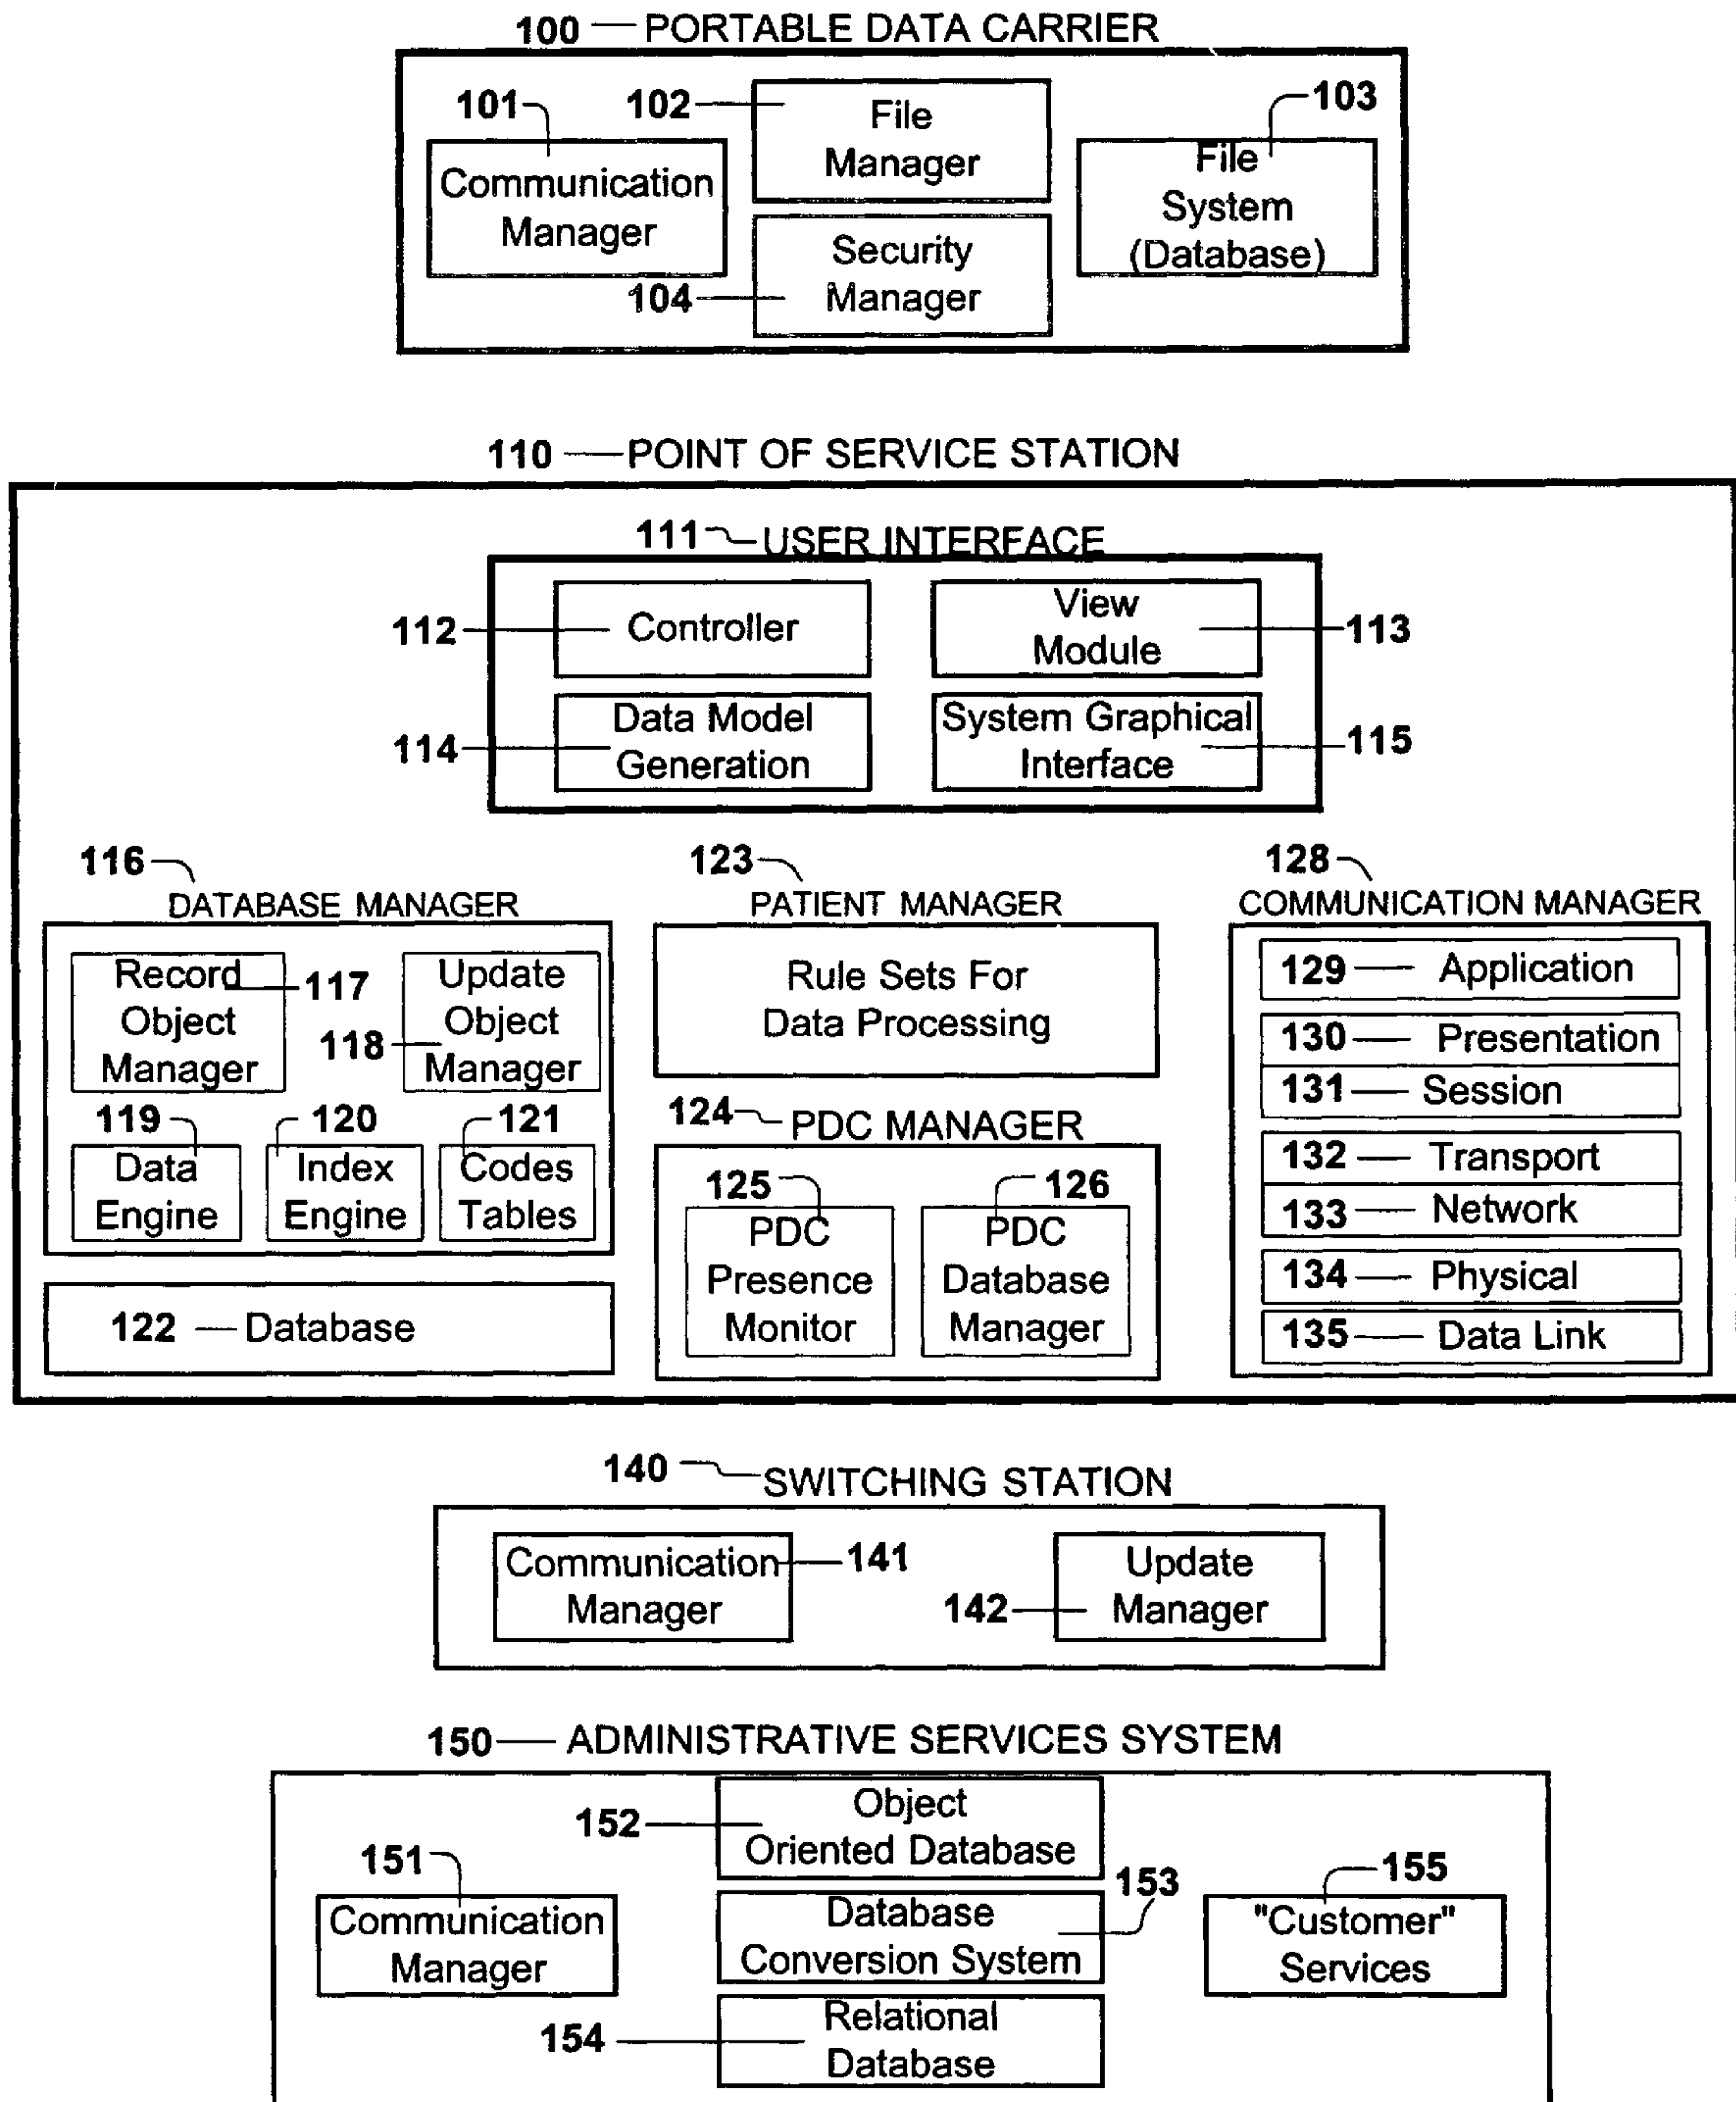 100 PORTABLE DATA CARRIER
101
102
103
File
Manager
Communication
Manager
File
System
(Database)
Security
Manager
104
110 POINT OF SERVICE STATION
111 USER INTERFACE
112
Controller
View
Module
113
114
Data Model
Generation
System Graphical
Interface
115
116
DATABASE MANAGER
Record
Object
Manager
117
118
Update
Object
Manager
119
120
121
Data
Engine
Index
Engine
Codes
Tables
122 Database
123
PATIENT MANAGER
Rule Sets For
Data Processing
124 PDC MANAGER
125
126
PDC
Presence
Monitor
PDC
Database
Manager
128
COMMUNICATION MANAGER
129 Application
130 Presentation
131 Session
132 Transport
133 Network
134 Physical
135 Data Link
140 SWITCHING STATION
Communication
Manager
141
142
Update
Manager
150 ADMINISTRATIVE SERVICES SYSTEM
152
Object
Oriented Database
151
Communication
Manager
153
Database
Conversion System
155
"Customer"
Services
154
Relational
Database